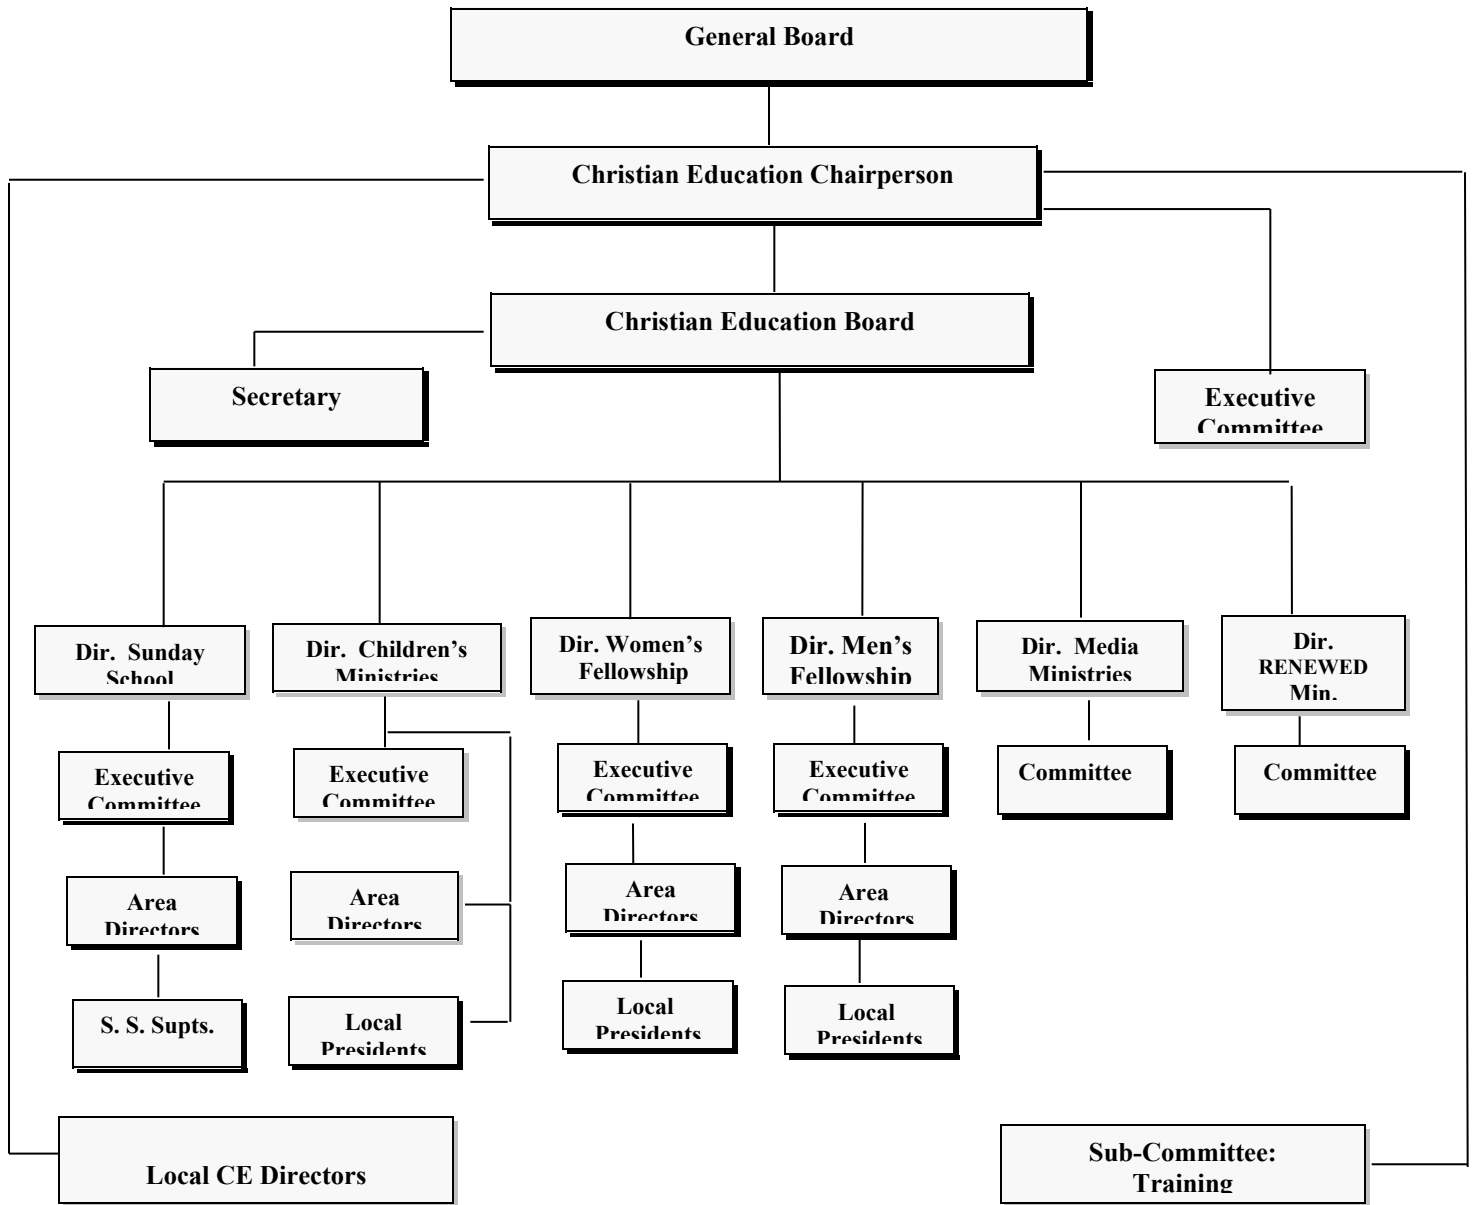 General Board
Christian Education Chairperson
Christian Education Board
Secretary
Executive
Committee
Dir.  Sunday
School
Dir.  Children’s
Ministries
Dir. Women’s
Fellowship
Dir. Men’s
Fellowship
Dir.  Media
Ministries
Dir.
RENEWED
Min.
Executive
Committee
Executive
Committee
Executive
Committee
Executive
Committee
Committee
Committee
Area
Directors
Area
Directors
Area
Directors
Area
Directors
S. S. Supts.
Local
Presidents
Local
Presidents
Local
Presidents
Local CE Directors
Sub-Committee:
Training